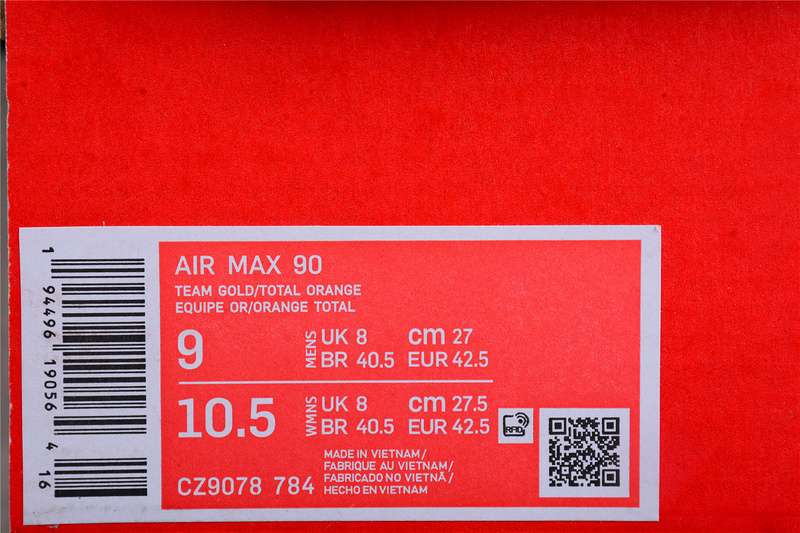 AIR MAX 90
TEAM GOLD/TOTAL ORANGE
EQUIPE OR/ORANGE TOTAL
9 MENS UK 8 cm 27
BR 40.5 EUR 42.5
10.5 WMNS UK 8 cm 27.5
BR 40.5 EUR 42.5
RFID
CZ9078 784
MADE IN VIETNAM/
FABRIQUE AU VIETNAM/
FABRICADO NO VIETNÃ/
HECHO EN VIETNAM
1 94496 19056 4 16